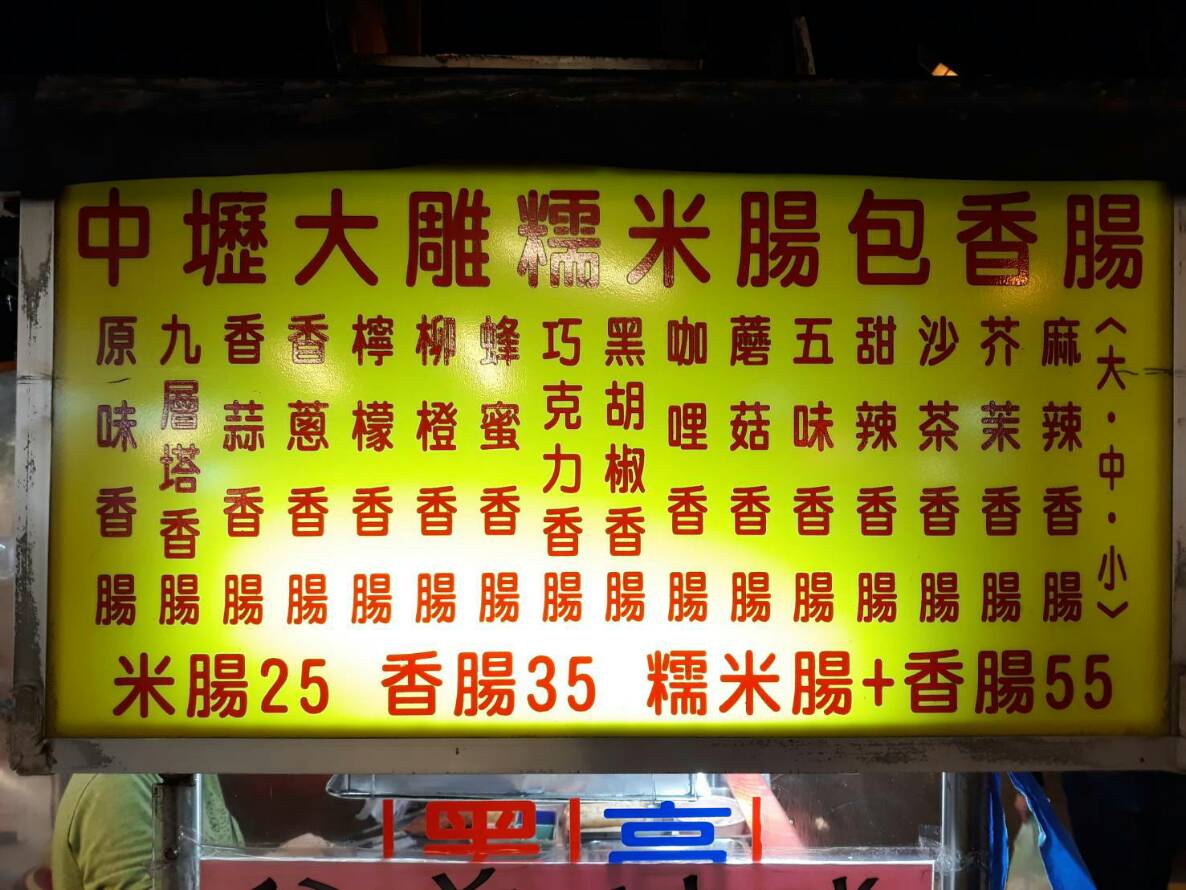 中壢大雕糯米腸包香腸
原味香腸
九層塔香腸
香蒜香腸
香蔥香腸
檸檬香腸
柳橙香腸
蜂蜜香腸
巧克力香腸
黑胡椒香腸
咖哩香腸
蘑菇香腸
五味香腸
甜辣香腸
沙茶香腸
芥茉香腸
麻辣香腸
〈大·中·小〉
米腸25 香腸35 糯米腸+香腸55